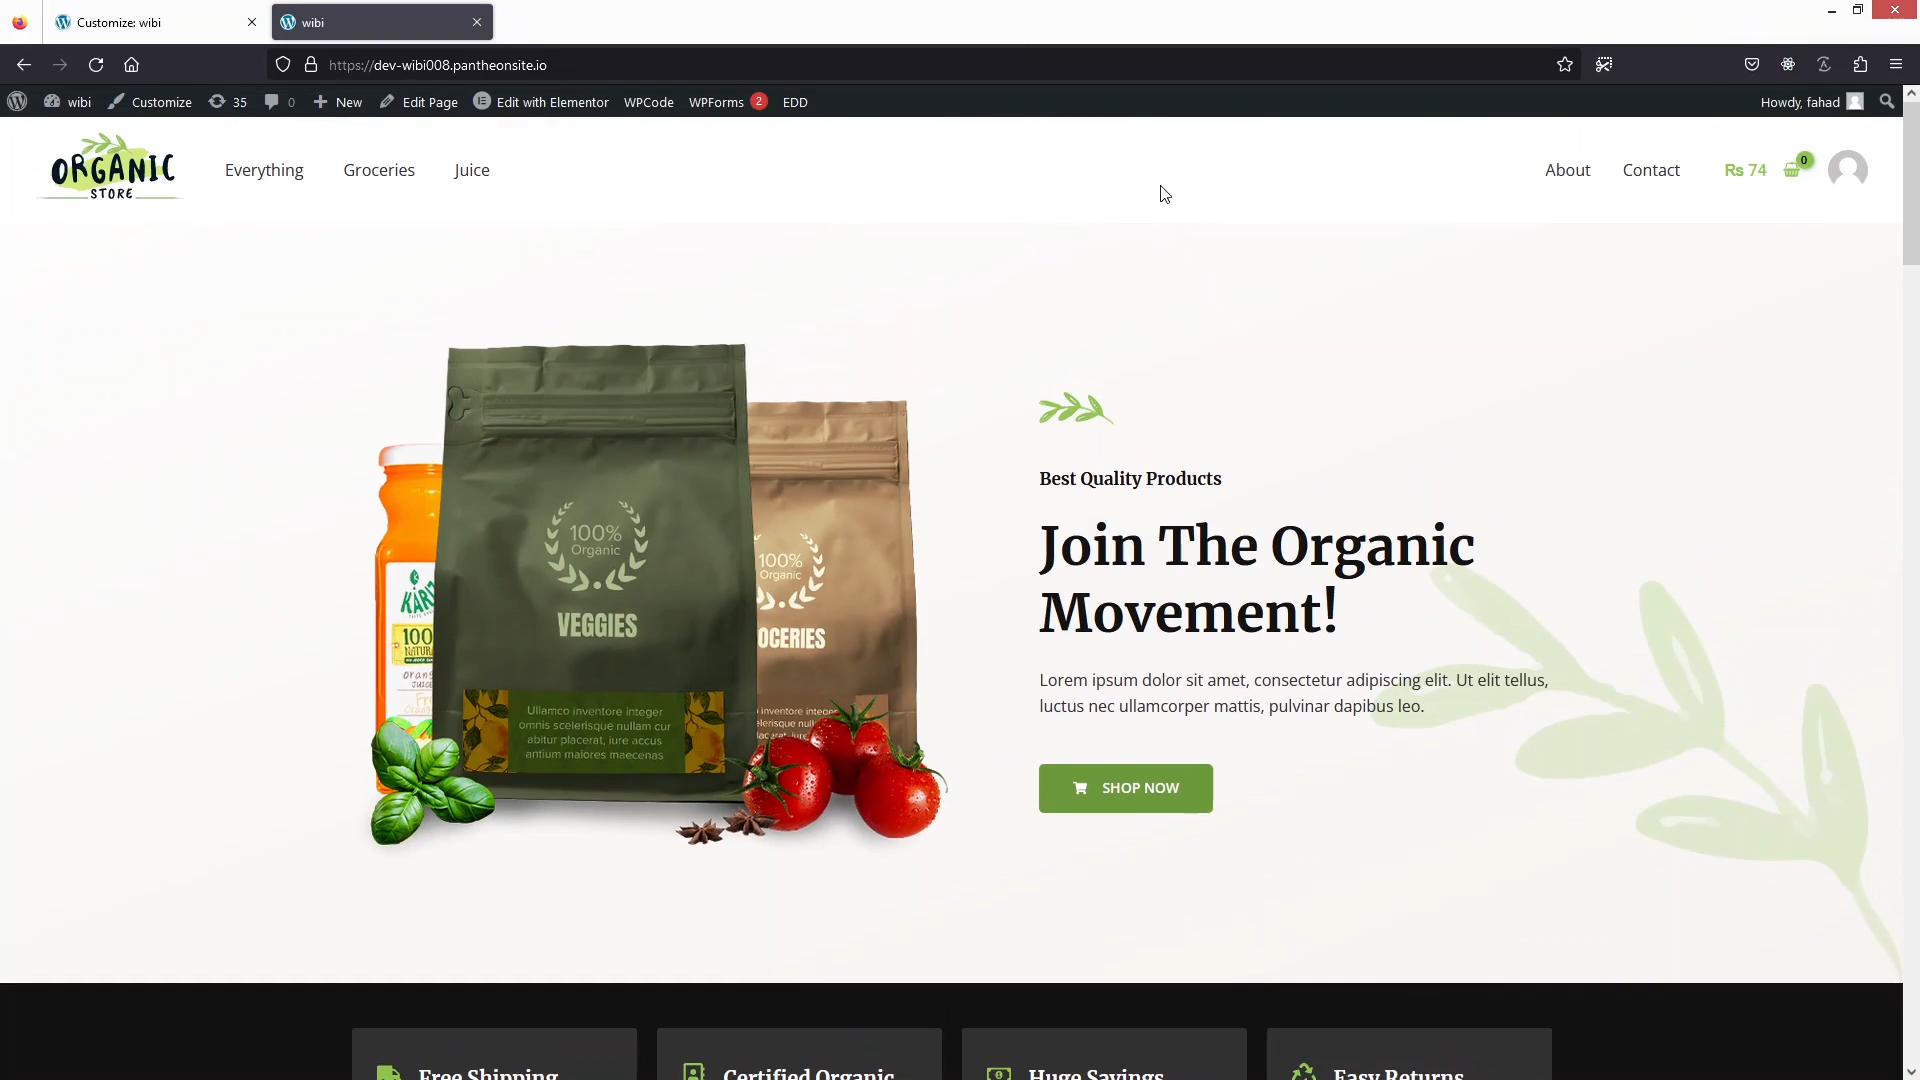 Customize: wibi
wibi
https://dev-wibi008.pantheonsite.io
wibi
Customize
35
0
New
Edit Page
Edit with Elementor
WPCode
WPForms 2
EDD
Howdy, fahad
ORGANIC
STORE
Everything
Groceries
Juice
About
Contact
₨ 74
0
100%
Organic
VEGGIES
Ullamco inventore integer
omnis scelerisque nullam cur
abitur placerat, iure accus
antium maiores maecenas
100%
Organic
Best Quality Products
Join The Organic
Movement!
Lorem ipsum dolor sit amet, consectetur adipiscing elit. Ut elit tellus,
luctus nec ullamcorper mattis, pulvinar dapibus leo.
SHOP NOW
Free Shipping
Certified Organic
Huge Savings
Easy Returns